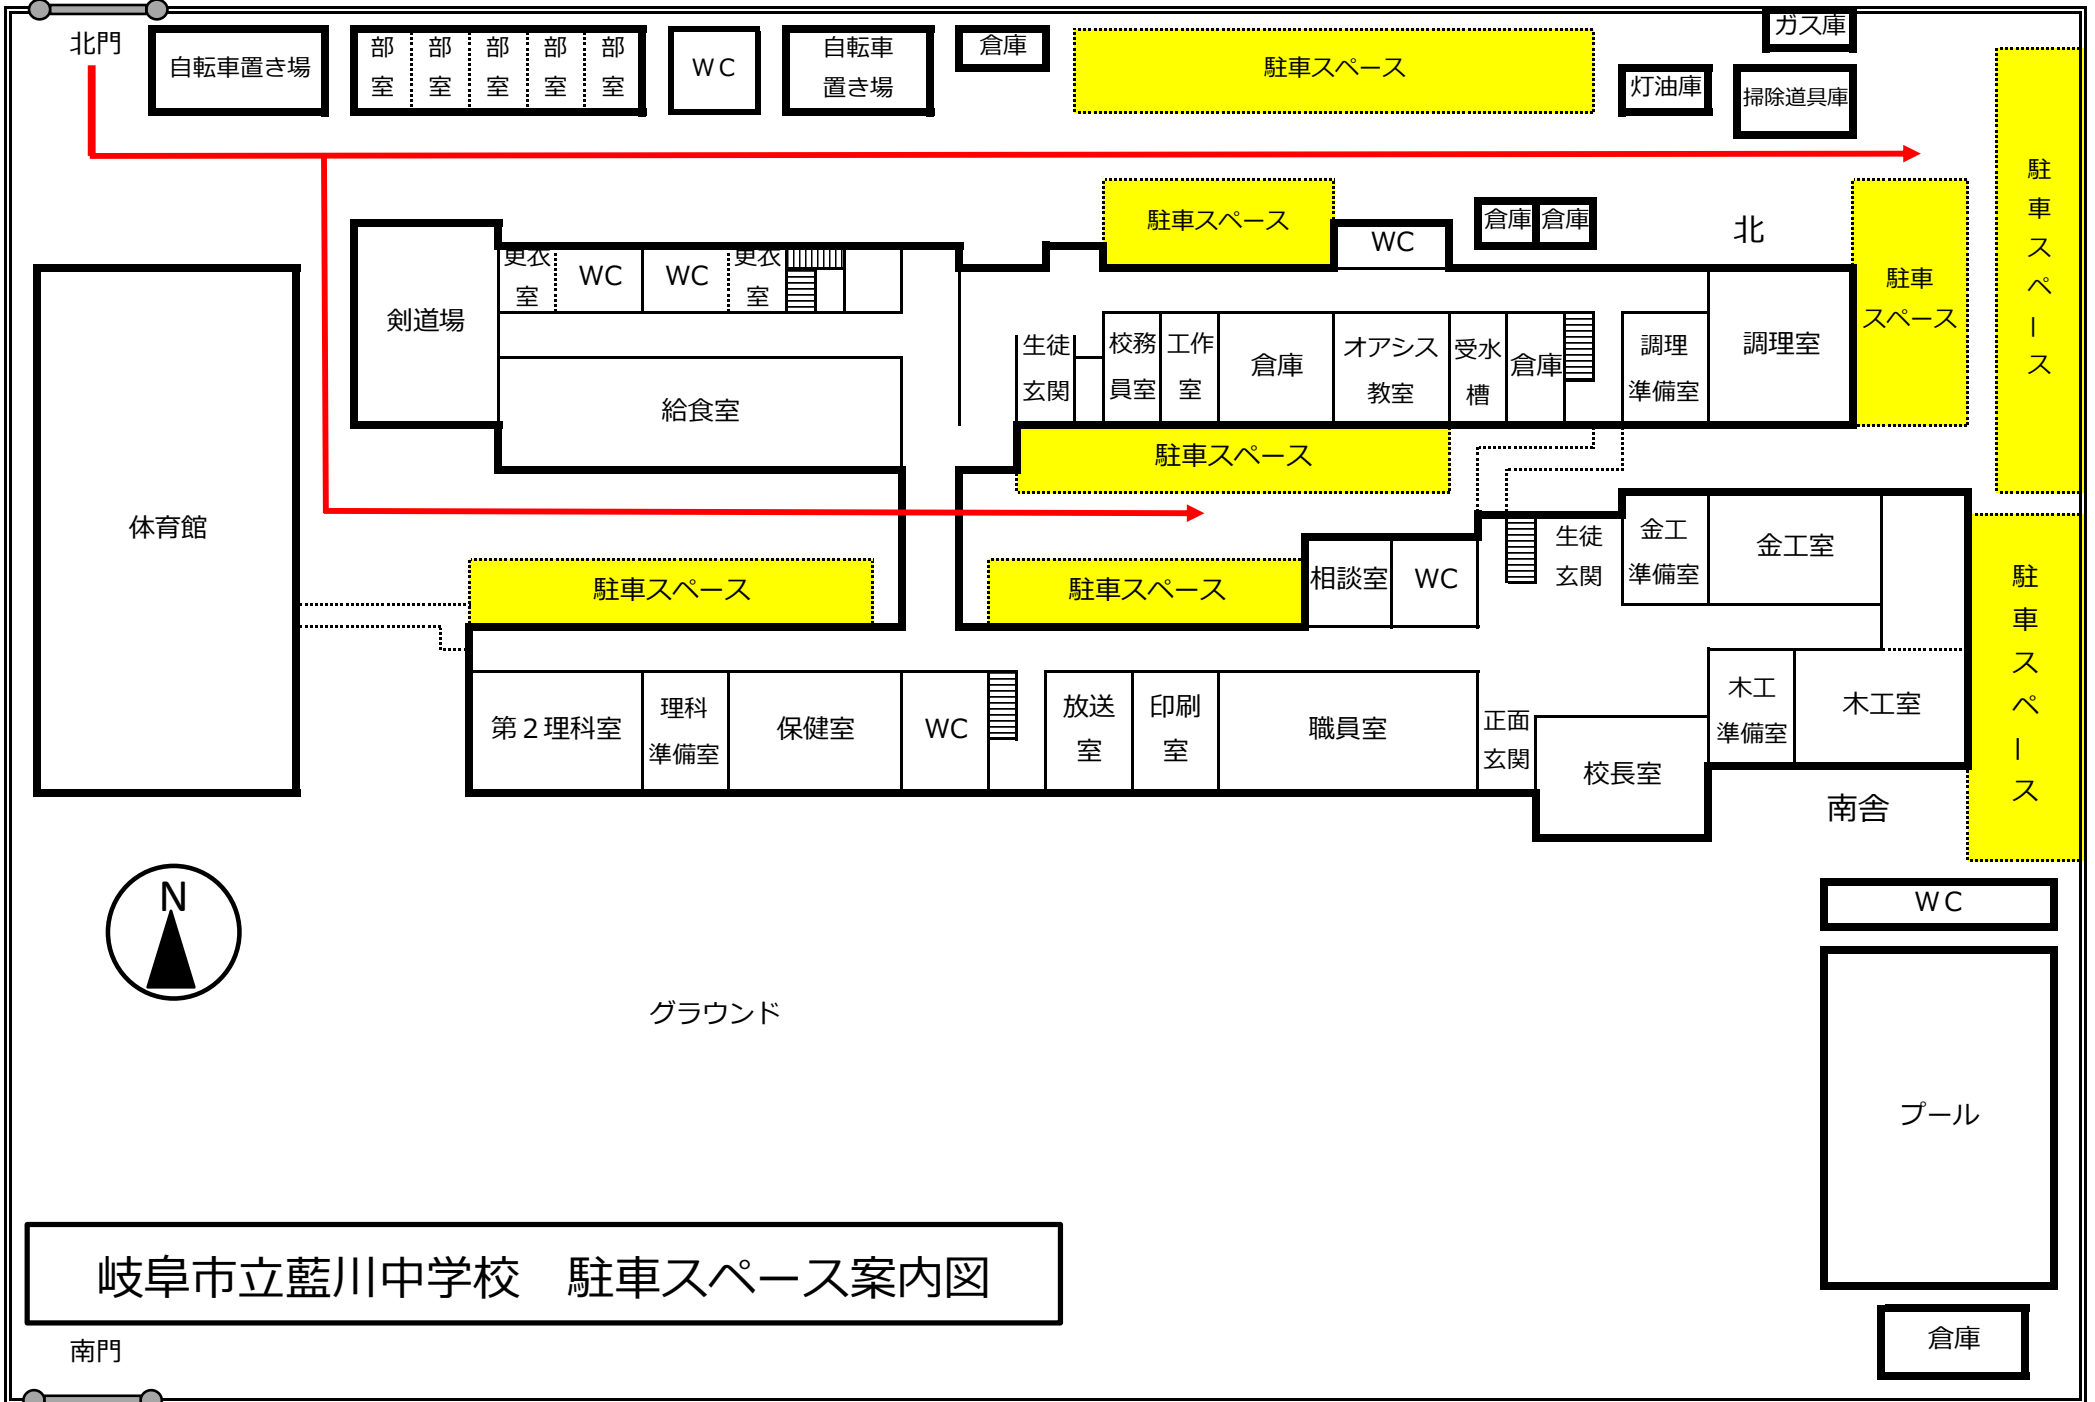 北門
自転車置き場
部室
部室
部室
部室
部室
ＷＣ
自転車
置き場
倉庫
駐車スペース
ガス庫
灯油庫
掃除道具庫
駐車スペース
駐車スペース
WC
倉庫
倉庫
北
駐車
スペース
剣道場
更衣
室
WC
WC
更衣
室
給食室
生徒
玄関
校務
員室
工作
室
倉庫
オアシス
教室
受水
槽
倉庫
調理
準備室
調理室
駐車スペース
体育館
駐車スペース
駐車スペース
相談室
WC
生徒
玄関
金工
準備室
金工室
駐車スペース
第２理科室
理科
準備室
保健室
WC
放送
室
印刷
室
職員室
正面
玄関
校長室
木工
準備室
木工室
南舎
N
ＷＣ
グラウンド
プール
岐阜市立藍川中学校　駐車スペース案内図
南門
倉庫